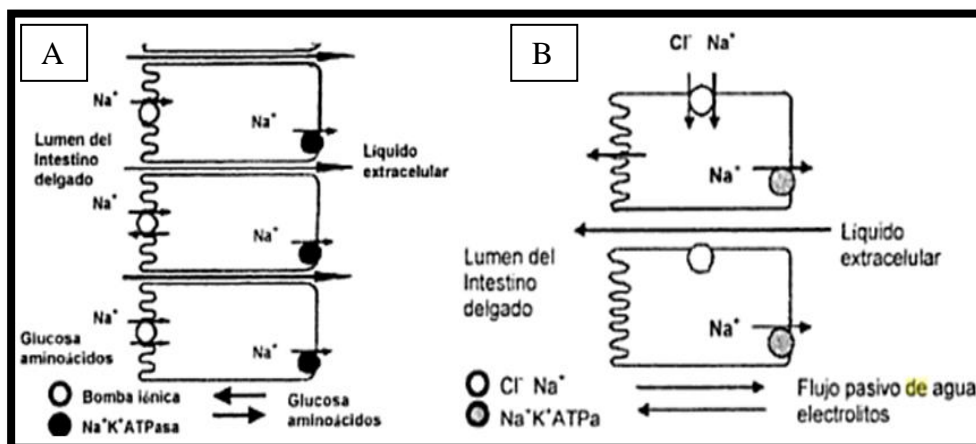 A
Na⁺
Na⁺
Lumen del
Intestino
delgado
Líquido
extracelular
Na⁺
Na⁺
Na⁺
Na⁺
Glucosa
aminoácidos
Bomba iónica
Na⁺K⁺ATPasa
Glucosa
aminoácidos
B
Cl⁻ Na⁺
Na⁺
Líquido
extracelular
Lumen del
Intestino
delgado
Na⁺
Cl⁻ Na⁺
Na⁺K⁺ATPa
Flujo pasivo de agua
electrolitos